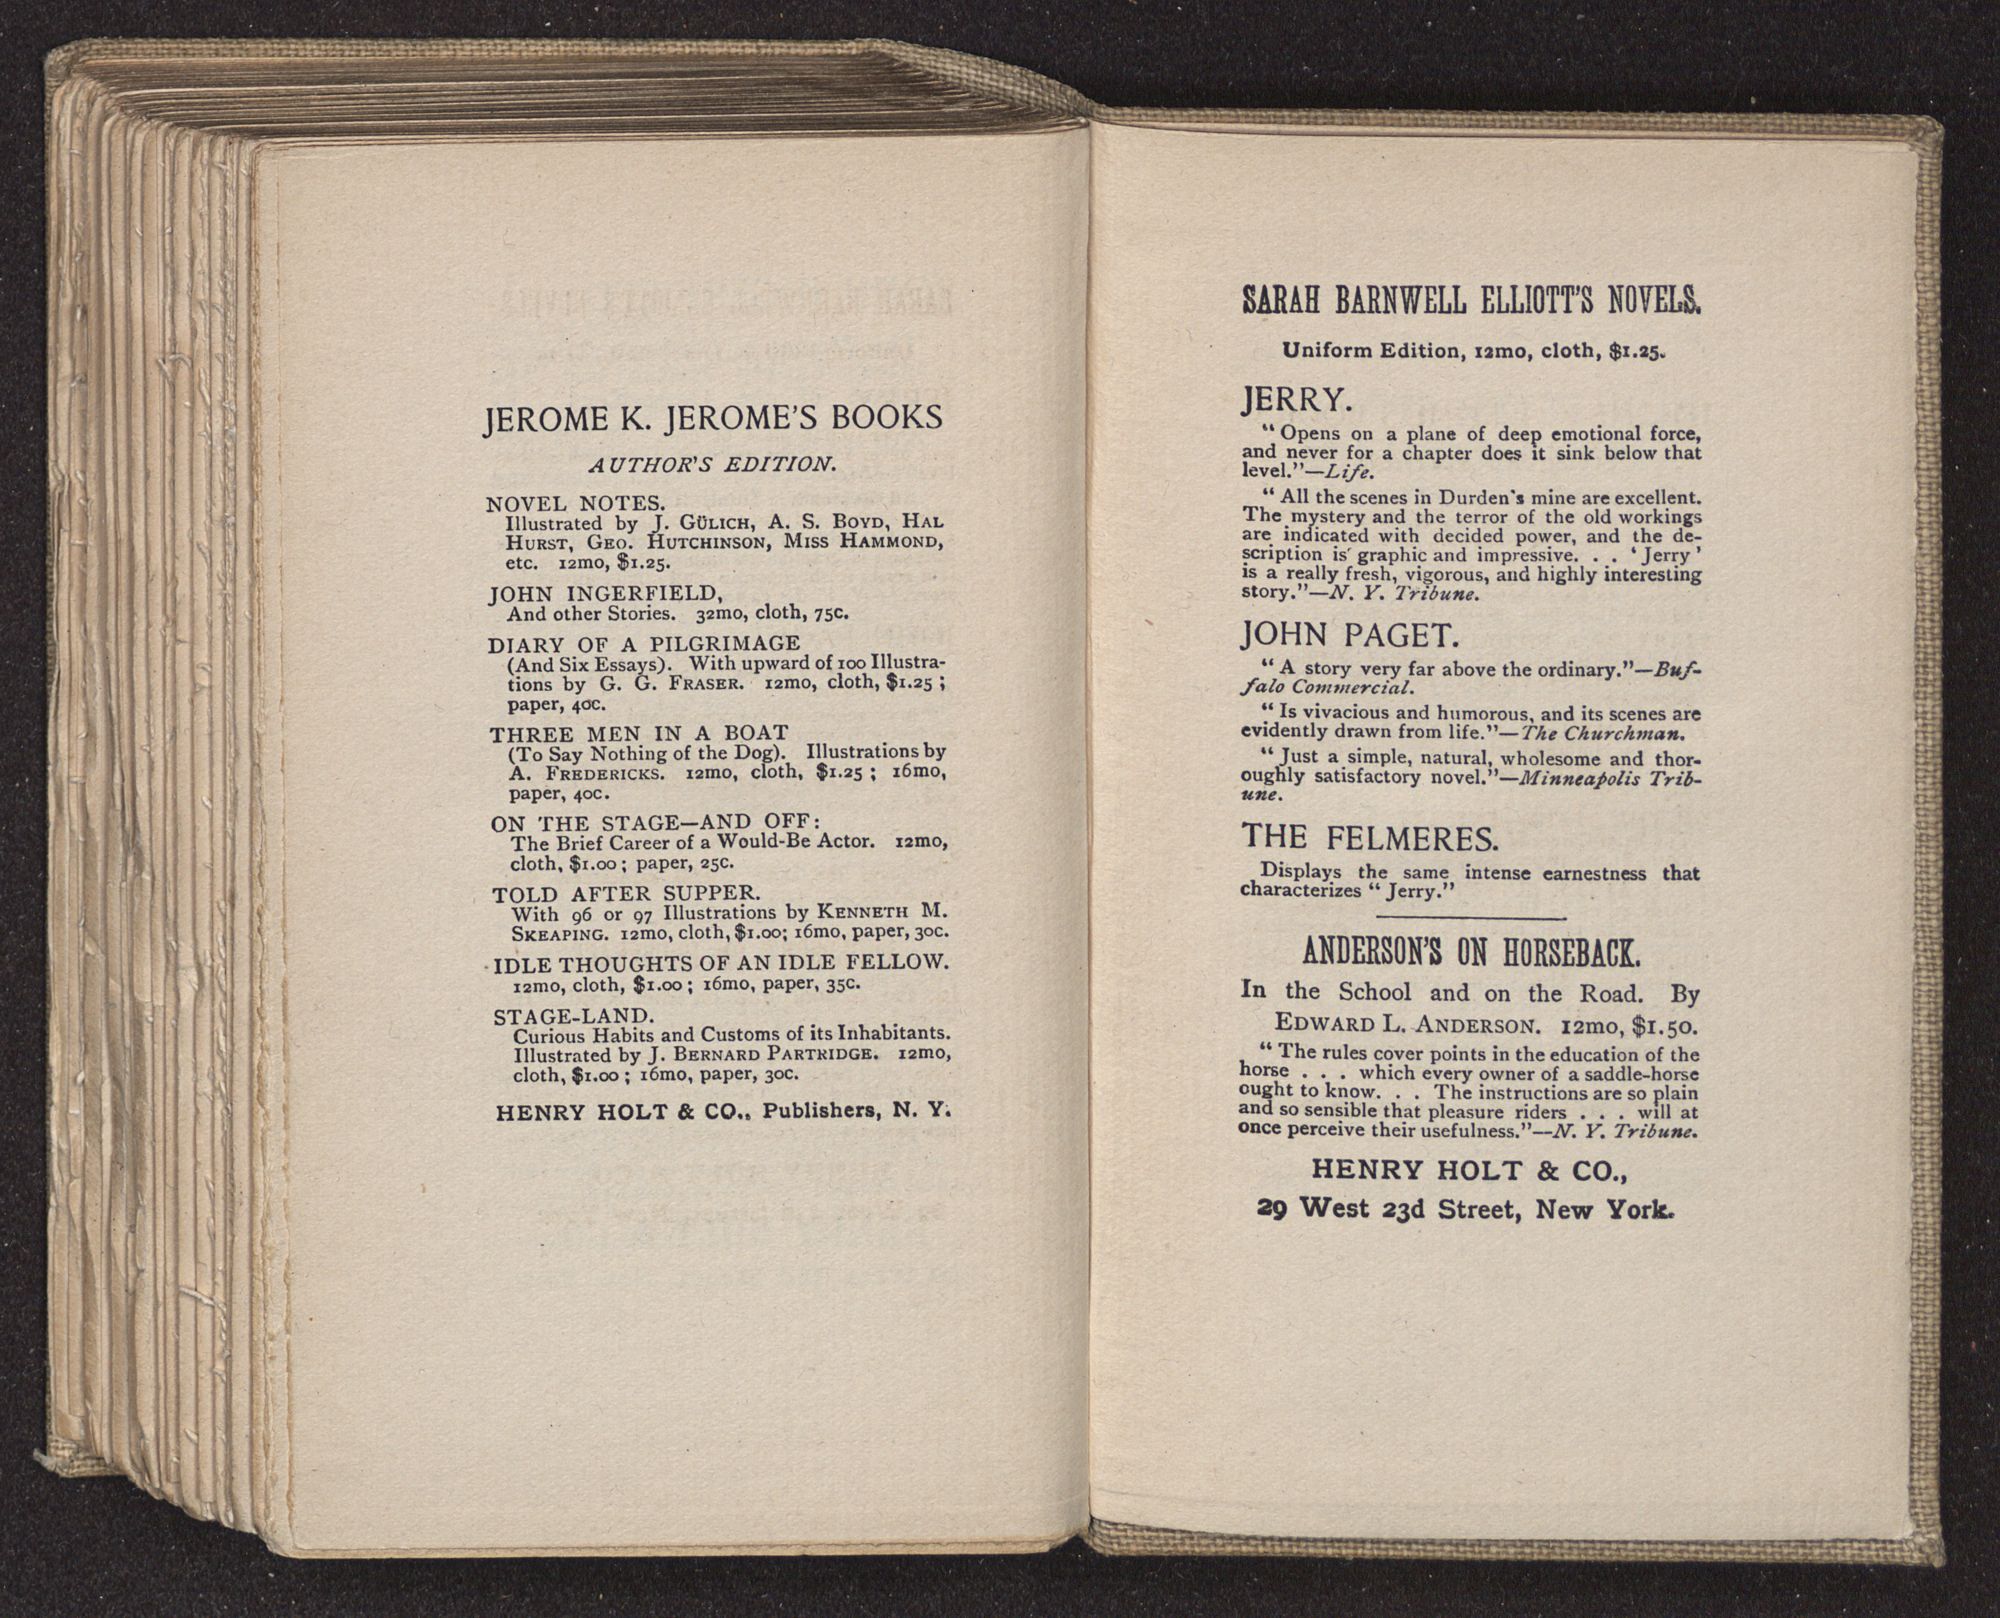 JEROME K. JEROME'S BOOKS
AUTHOR'S EDITION.
NOVEL NOTES.
Illustrated by J. GÜLICH, A. S. BOYD, HAL
HURST, GEO. HUTCHINSON, MISS HAMMOND,
etc. 12mo, $1.25.
JOHN INGERFIELD,
And other Stories. 32mo, cloth, 75c.
DIARY OF A PILGRIMAGE
(And Six Essays). With upward of 100 Illustra-
tions by G. G. FRASER. 12mo, cloth, $1.25;
paper, 40c.
THREE MEN IN A BOAT
(To Say Nothing of the Dog). Illustrations by
A. FREDERICKS. 12mo, cloth, $1.25; 16mo,
paper, 40c.
ON THE STAGE—AND OFF:
The Brief Career of a Would-Be Actor. 12mo,
cloth, $1.00; paper, 25c.
TOLD AFTER SUPPER.
With 96 or 97 Illustrations by KENNETH M.
SKEAPING. 12mo, cloth, $1.00; 16mo, paper, 30c.
IDLE THOUGHTS OF AN IDLE FELLOW.
12mo, cloth, $1.00; 16mo, paper, 35c.
STAGE-LAND.
Curious Habits and Customs of its Inhabitants.
Illustrated by J. BERNARD PARTRIDGE. 12mo,
cloth, $1.00; 16mo, paper, 30c.
HENRY HOLT & CO., Publishers, N. Y.
SARAH BARNWELL ELLIOTT'S NOVELS.
Uniform Edition, 12mo, cloth, $1.25.
JERRY.
"Opens on a plane of deep emotional force,
and never for a chapter does it sink below that
level."—Life.
"All the scenes in Durden's mine are excellent.
The mystery and the terror of the old workings
are indicated with decided power, and the de-
scription is graphic and impressive. . . 'Jerry'
is a really fresh, vigorous, and highly interesting
story."—N. Y. Tribune.
JOHN PAGET.
"A story very far above the ordinary."—Buf-
falo Commercial.
"Is vivacious and humorous, and its scenes are
evidently drawn from life."—The Churchman.
"Just a simple, natural, wholesome and thor-
oughly satisfactory novel."—Minneapolis Trib-
une.
THE FELMERES.
Displays the same intense earnestness that
characterizes "Jerry."
ANDERSON'S ON HORSEBACK.
In the School and on the Road. By
EDWARD L. ANDERSON. 12mo, $1.50.
"The rules cover points in the education of the
horse . . . which every owner of a saddle-horse
ought to know. . . The instructions are so plain
and so sensible that pleasure riders . . . will at
once perceive their usefulness."—N. Y. Tribune.
HENRY HOLT & CO.,
29 West 23d Street, New York.